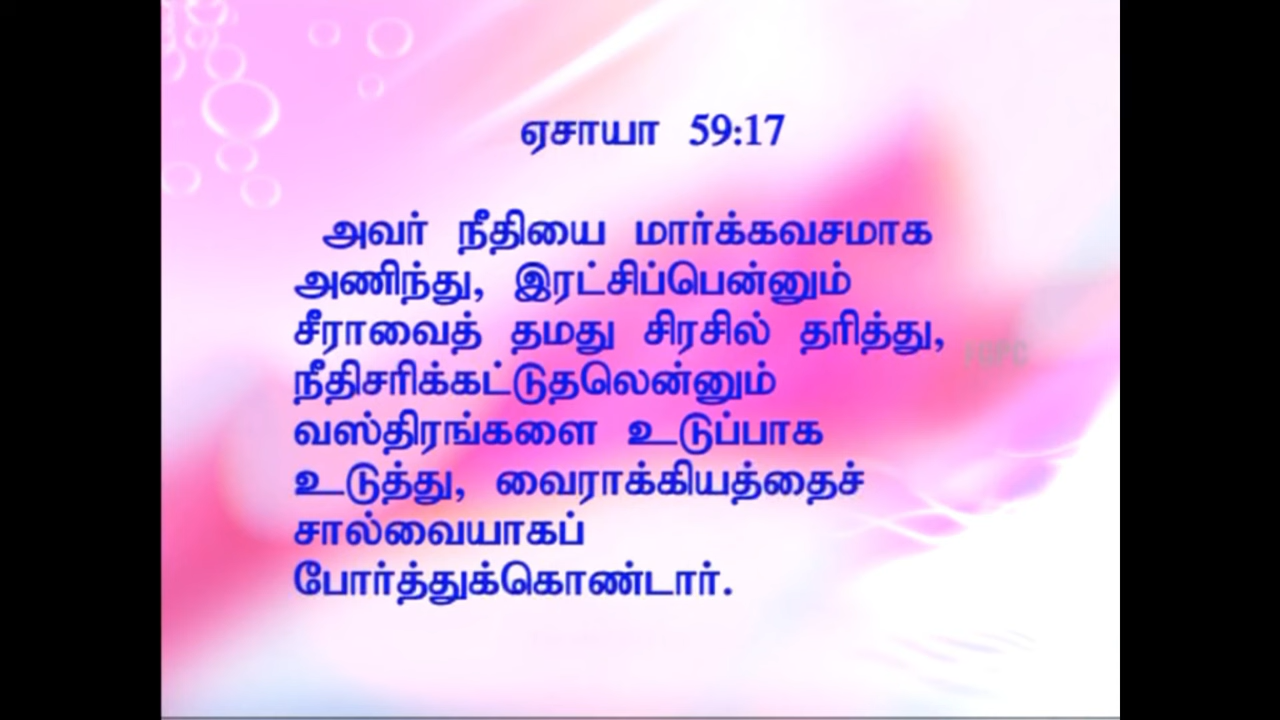 ஏசாயா 59:17
அவர் நீதியை மார்க்கவசமாக
அணிந்து, இரட்சிப்பென்னும்
சீராவைத் தமது சிரசில் தரித்து,
நீதிசரிக்கட்டுதலென்னும்
வஸ்திரங்களை உடுப்பாக
உடுத்து, வைராக்கியத்தைச்
சால்வையாகப்
போர்த்துக்கொண்டார்.